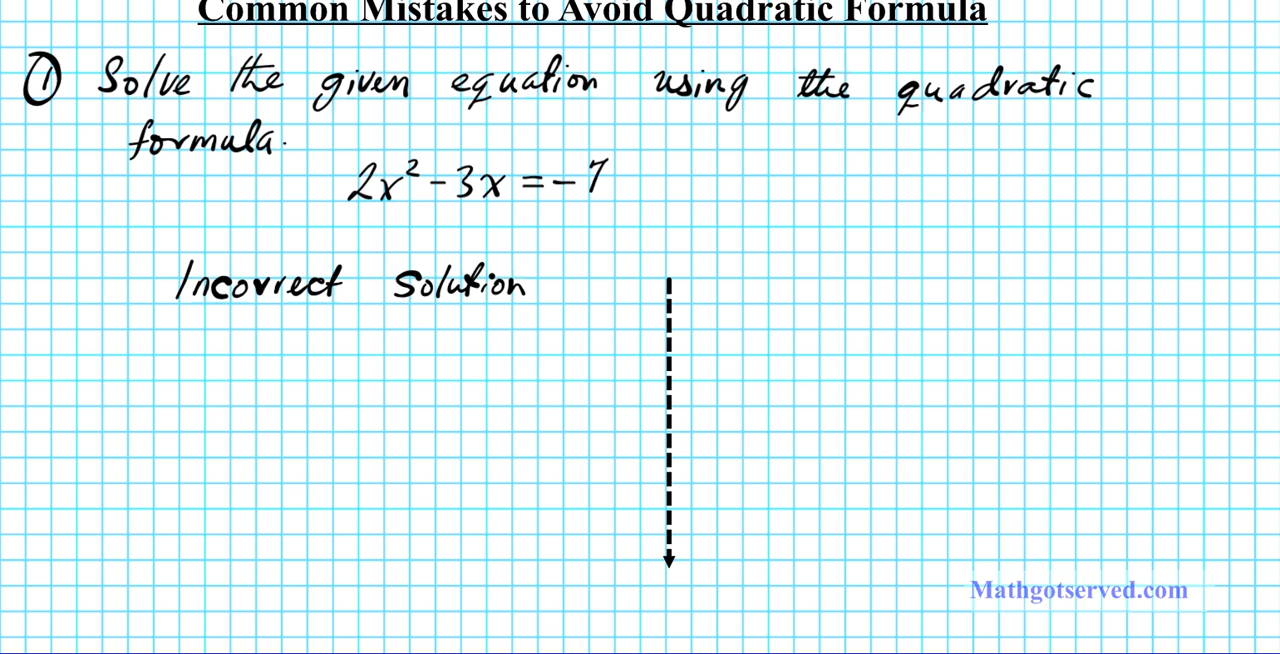 Common Mistakes to Avoid Quadratic Formula
① Solve the given equation using the quadratic
formula.
2x² - 3x = -7
Incorrect Solution
Mathgotserved.com